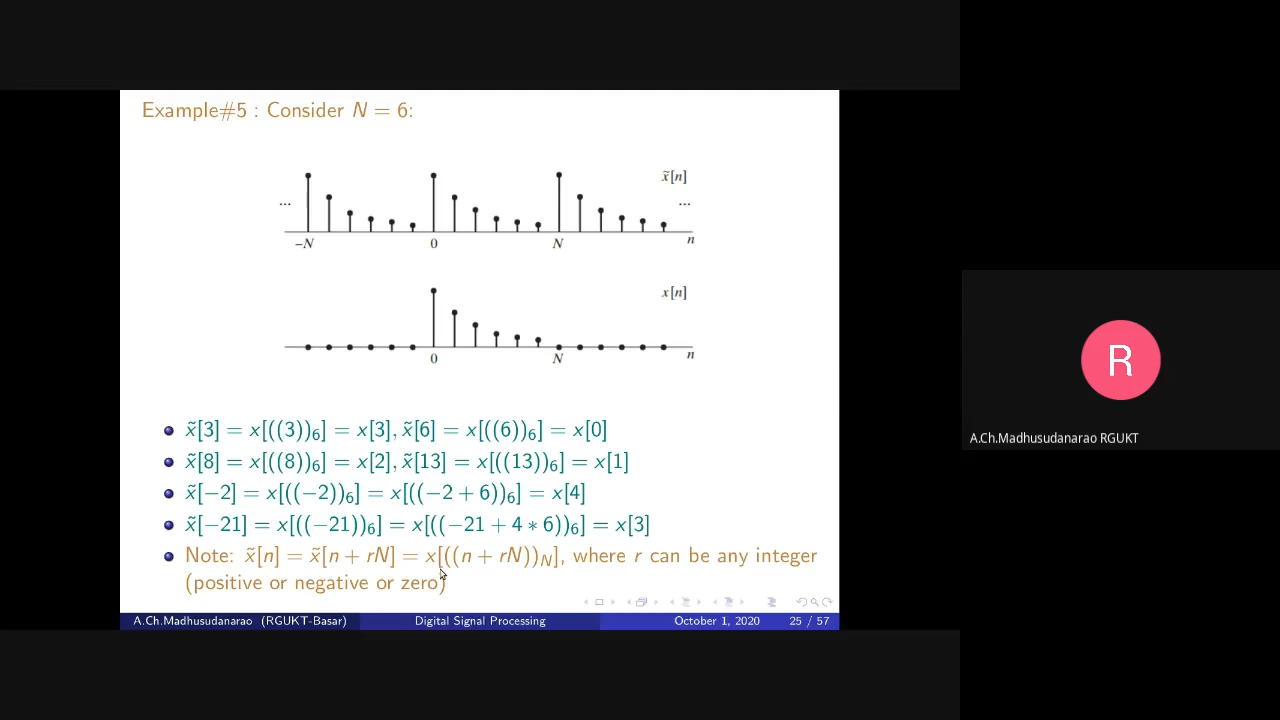 Example#5 : Consider N = 6:
x̃[n]
... ...
−N 0 N n
x[n]
0 N n
x̃[3] = x[((3))₆] = x[3], x̃[6] = x[((6))₆] = x[0]
x̃[8] = x[((8))₆] = x[2], x̃[13] = x[((13))₆] = x[1]
x̃[−2] = x[((−2))₆] = x[((−2 + 6))₆] = x[4]
x̃[−21] = x[((−21))₆] = x[((−21 + 4 ∗ 6))₆] = x[3]
Note: x̃[n] = x̃[n + rN] = x[((n + rN))_N], where r can be any integer
(positive or negative or zero)
A.Ch.Madhusudanarao (RGUKT-Basar) Digital Signal Processing October 1, 2020 25 / 57
R
A.Ch.Madhusudanarao RGUKT